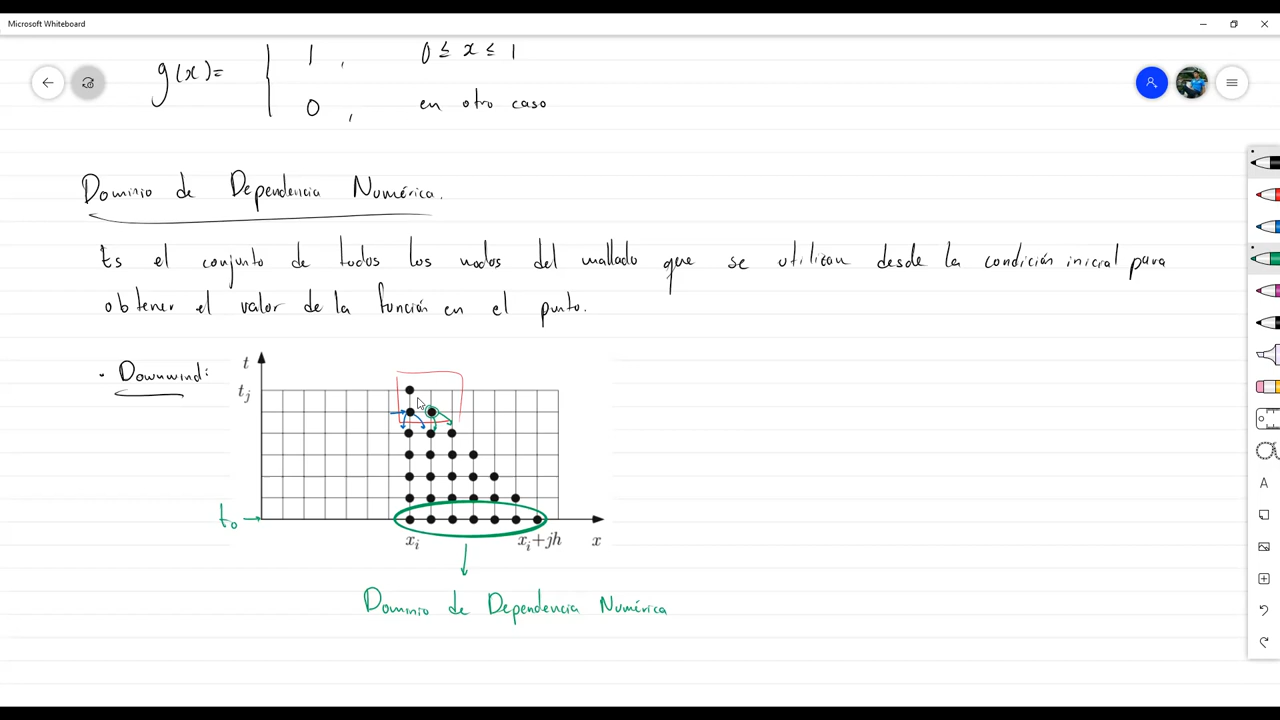 Microsoft Whiteboard
g(x)= { 1 , 0 ≤ x ≤ 1
0 , en otro caso
Dominio de Dependencia Numérica.
Es el conjunto de todos los nodos del mallado que se utilizan desde la condición inicial para
obtener el valor de la función en el punto.
• Downwind:
t
t_j
t_0
x_i
x_i+jh
x
Dominio de Dependencia Numérica
A